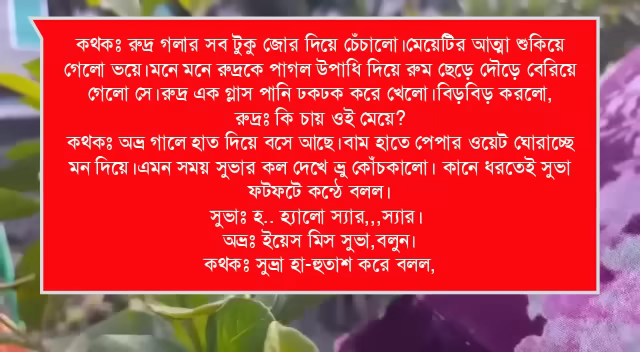 কথকঃ রুদ্র গলার সব টুকু জোর দিয়ে চেঁচালো।মেয়েটির আত্মা শুকিয়ে
গেলো ভয়ে।মনে মনে রুদ্রকে পাগল উপাধি দিয়ে রুম ছেড়ে দৌড়ে বেরিয়ে
গেলো সে।রুদ্র এক গ্লাস পানি ঢকঢক করে খেলো।বিড়বিড় করলো,
রুদ্রঃ কি চায় ওই মেয়ে?
কথকঃ অভ্র গালে হাত দিয়ে বসে আছে।বাম হাতে পেপার ওয়েট ঘোরাচ্ছে
মন দিয়ে।এমন সময় সুভার কল দেখে ভ্রু কোঁচকালো। কানে ধরতেই সুভা
ফটফটে কন্ঠে বলল।
সুভাঃ হ.. হ্যালো স্যার,,,স্যার।
অভ্রঃ ইয়েস মিস সুভা,বলুন।
কথকঃ সুভ্রা হা-হুতাশ করে বলল,